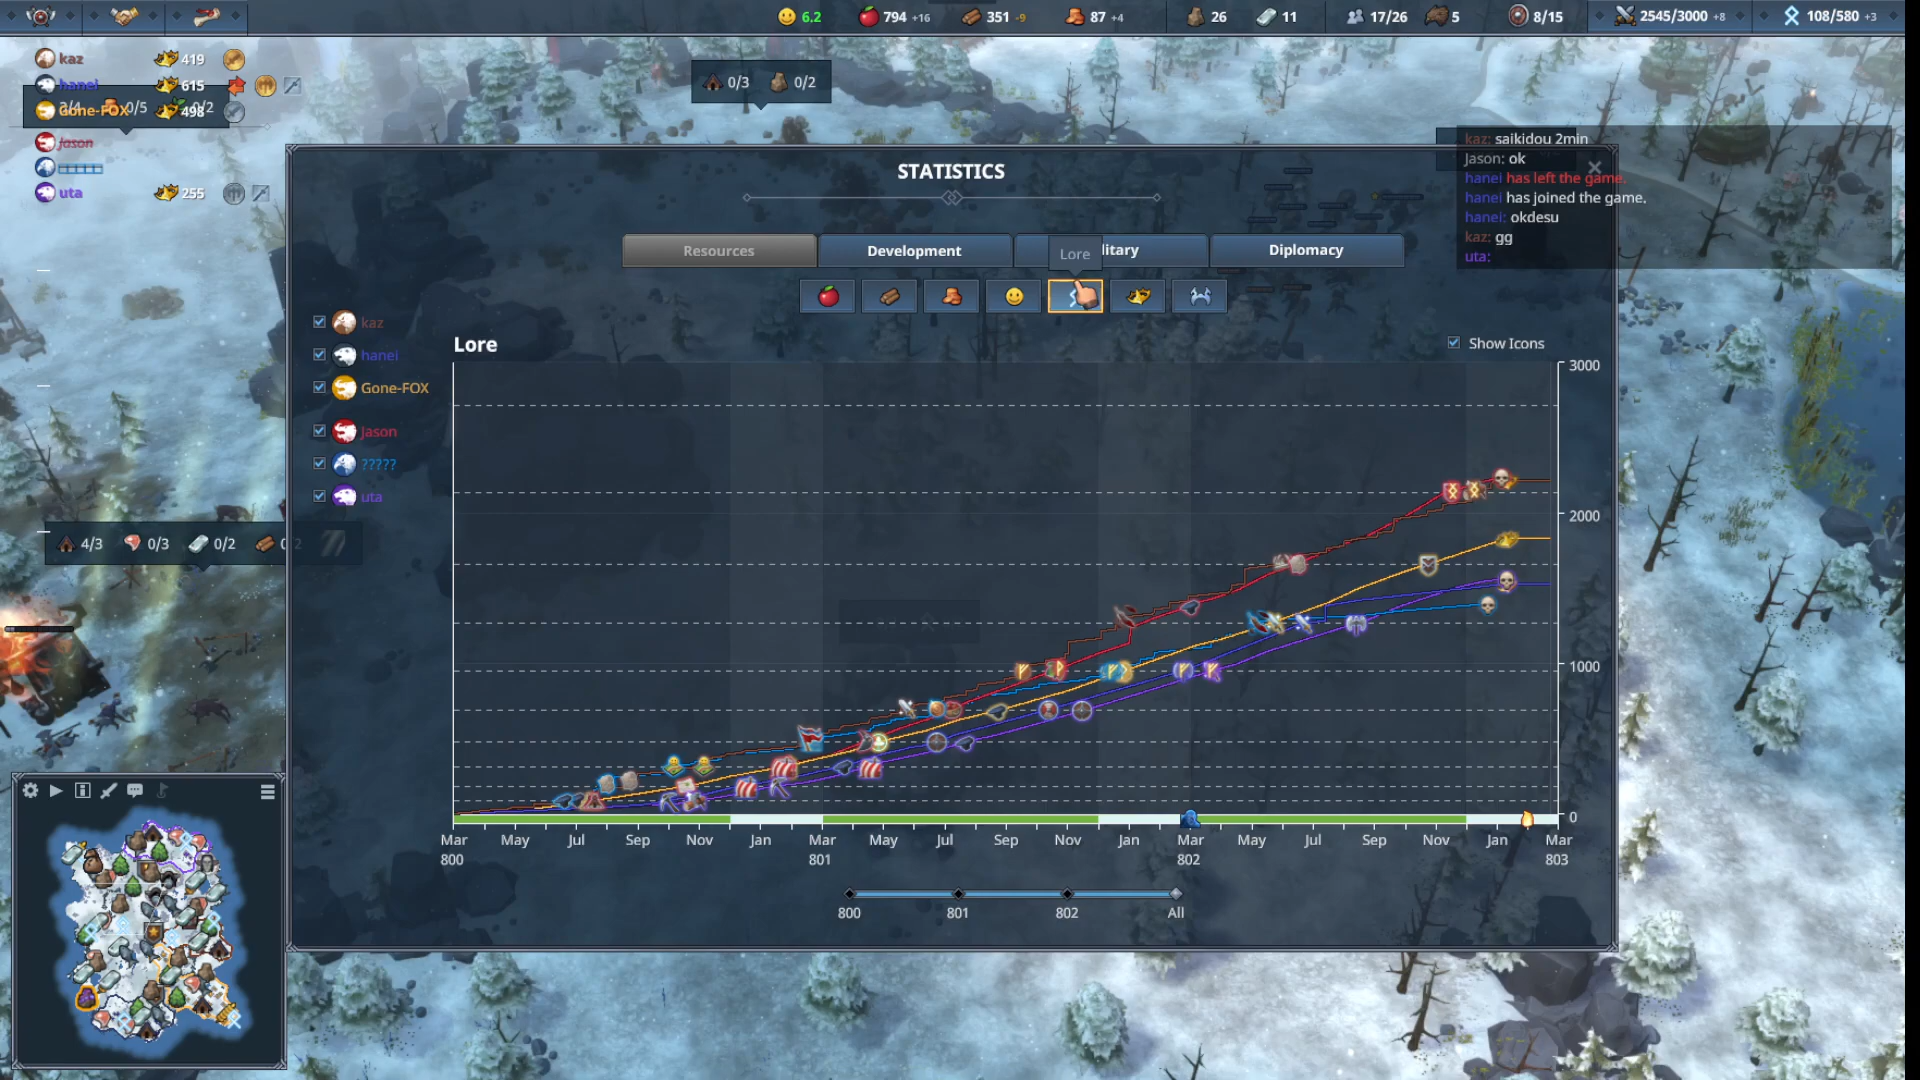 6.2 794 +16 351 -9 87 +4 26 11 17/26 5 8/15 2545/3000 +8 108/580 +3
kaz 419
hanei 615
Gone-FOX 498
0/5
Jason
uta 255
0/3 0/2
kaz: saikidou 2min
Jason: ok
hanei has left the game.
hanei has joined the game.
hanei: okdesu
kaz: gg
uta:
STATISTICS
Resources Development litary Diplomacy
Lore
kaz
hanei
Gone-FOX
Jason
?????
uta
Lore
Show Icons
3000
2000
1000
0
4/3 0/3 0/2
Mar May Jul Sep Nov Jan Mar May Jul Sep Nov Jan Mar May Jul Sep Nov Jan Mar
800 801 802 803
800 801 802 All